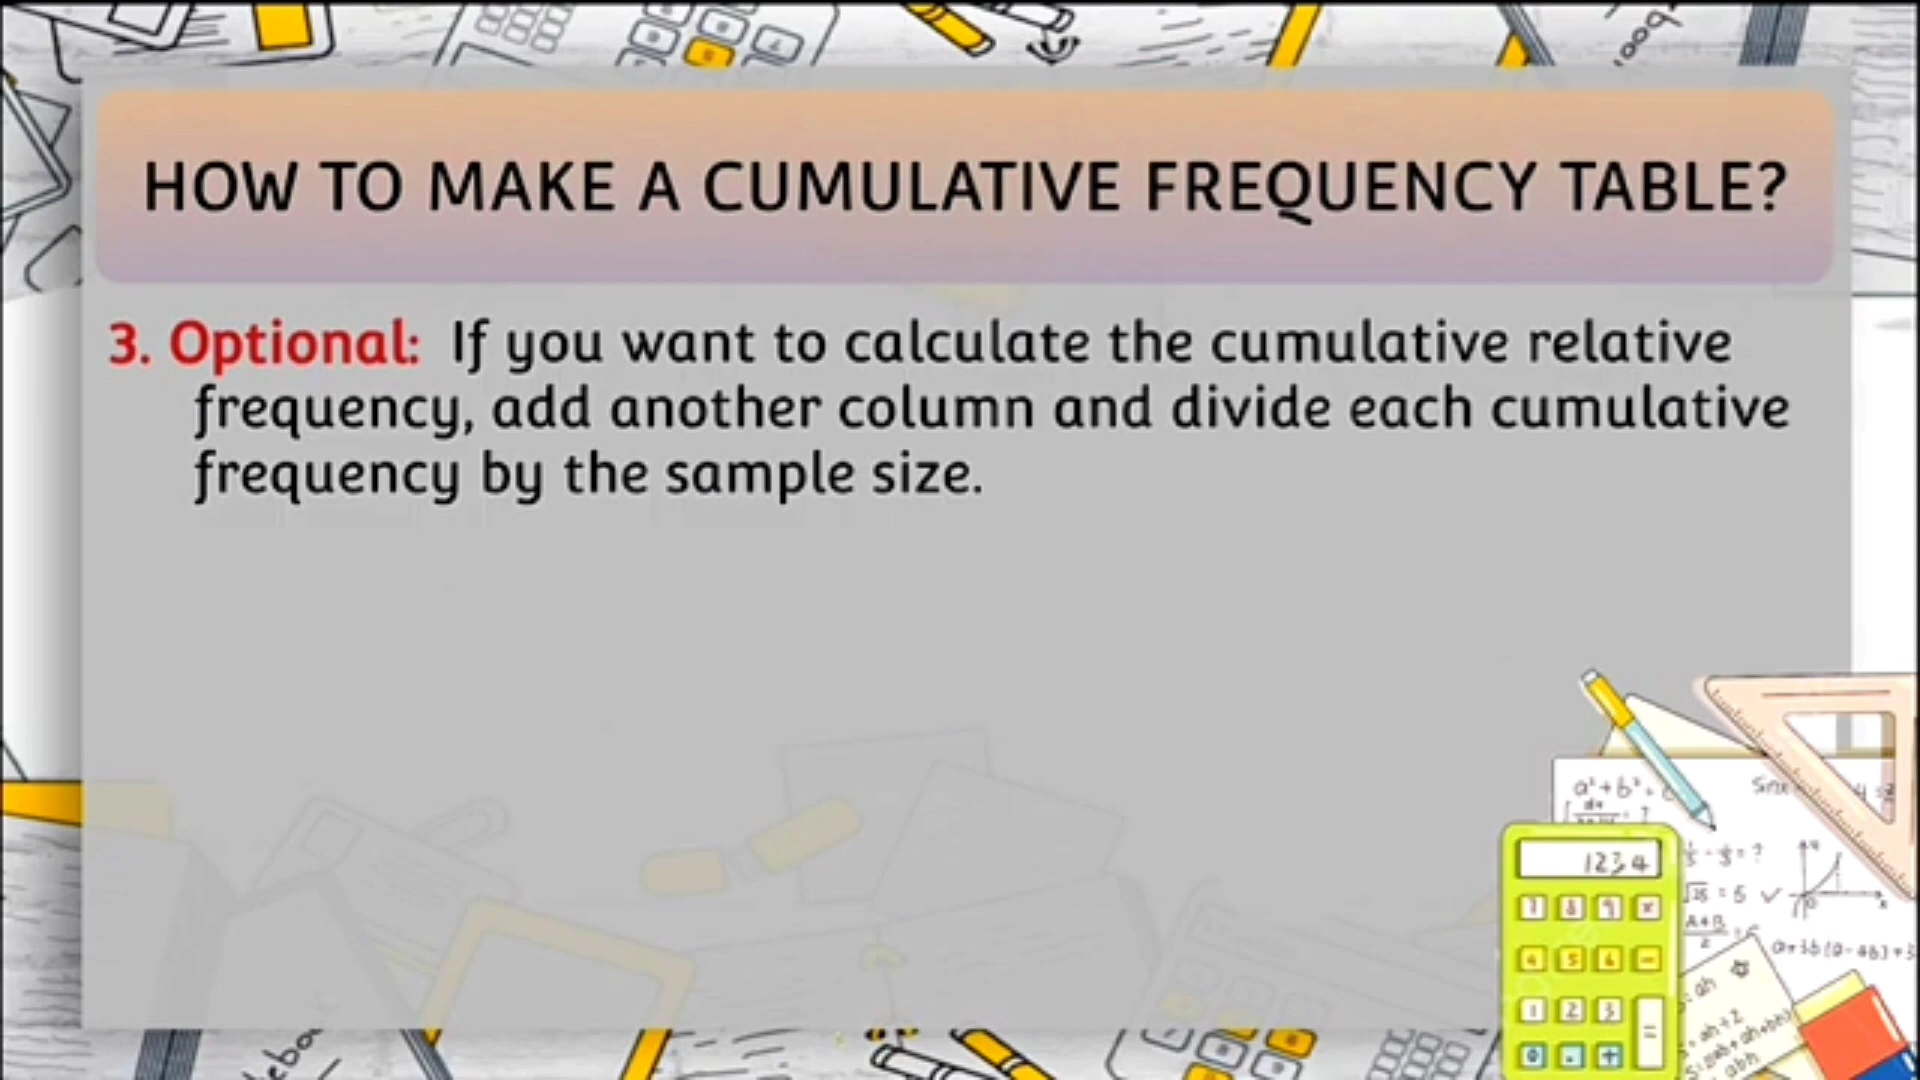 HOW TO MAKE A CUMULATIVE FREQUENCY TABLE?
3. Optional: If you want to calculate the cumulative relative
frequency, add another column and divide each cumulative
frequency by the sample size.
1234